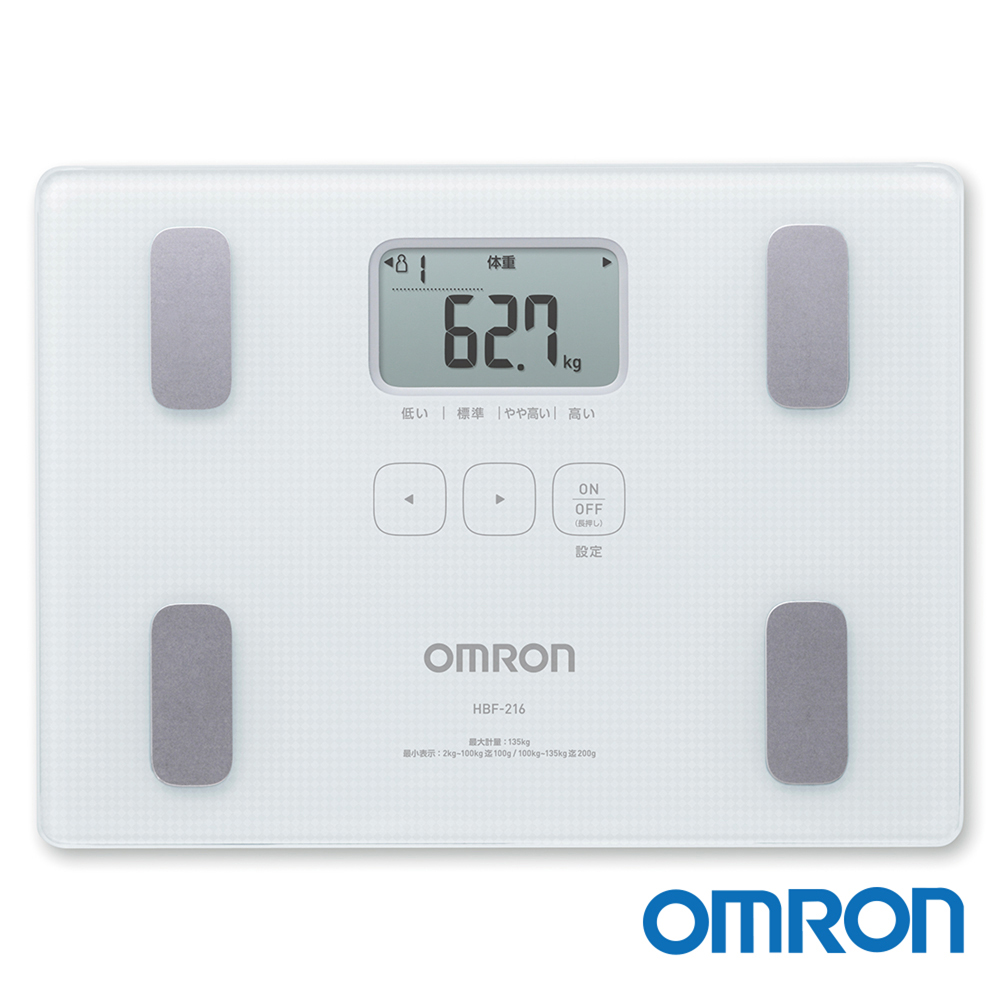 1 体重
62.7 kg
低い | 標準 | やや高い | 高い
ON
OFF
(長押し)
設定
OMRON
HBF-216
最大計量：135kg
最小表示：2kg~100kg迄100g / 100kg~135kg迄200g
OMRON